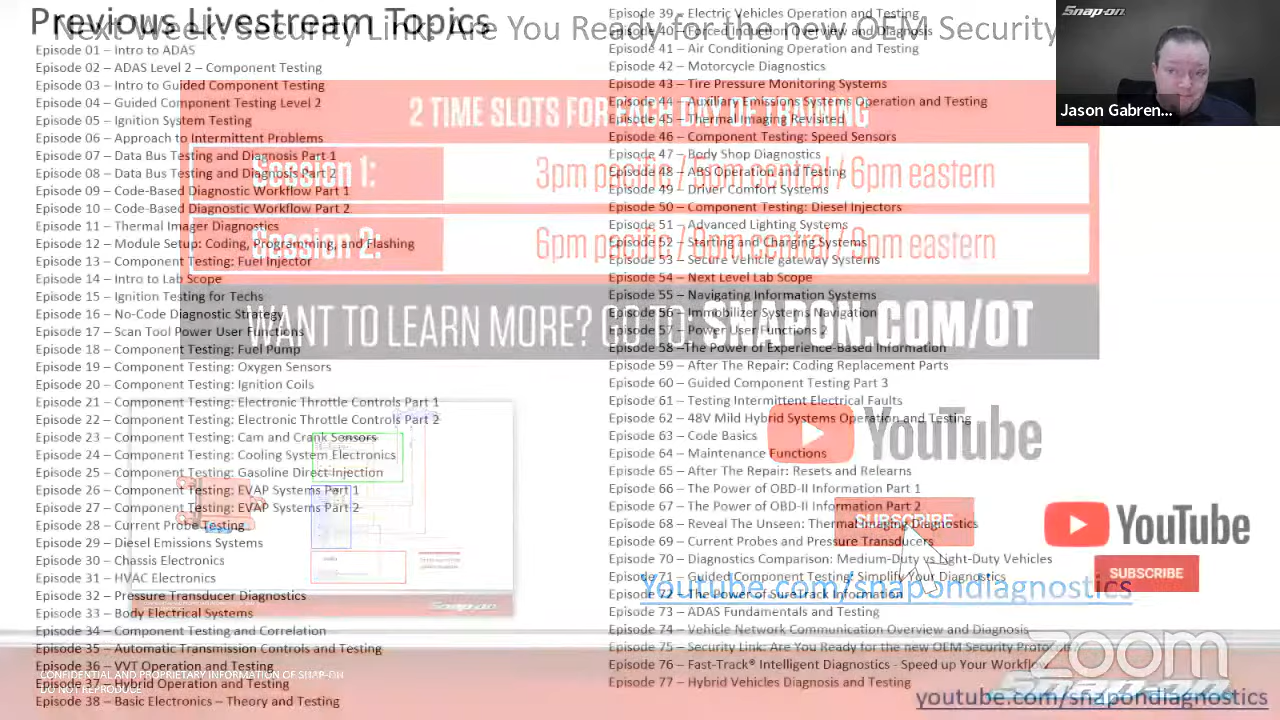 Previous Livestream Topics
Next Week: Security Link: Are You Ready for the new OEM Security
Episode 01 – Intro to ADAS
Episode 02 – ADAS Level 2 – Component Testing
Episode 03 – Intro to Guided Component Testing
Episode 04 – Guided Component Testing Level 2
Episode 05 – Ignition System Testing
Episode 06 – Approach to Intermittent Problems
Episode 07 – Data Bus Testing and Diagnosis Part 1
Episode 08 – Data Bus Testing and Diagnosis Part 2
Episode 09 – Code-Based Diagnostic Workflow Part 1
Episode 10 – Code-Based Diagnostic Workflow Part 2
Episode 11 – Thermal Imager Diagnostics
Episode 12 – Module Setup: Coding, Programming, and Flashing
Episode 13 – Component Testing: Fuel Injector
Episode 14 – Intro to Lab Scope
Episode 15 – Ignition Testing for Techs
Episode 16 – No-Code Diagnostic Strategy
Episode 17 – Scan Tool Power User Functions
Episode 18 – Component Testing: Fuel Pump
Episode 19 – Component Testing: Oxygen Sensors
Episode 20 – Component Testing: Ignition Coils
Episode 21 – Component Testing: Electronic Throttle Controls Part 1
Episode 22 – Component Testing: Electronic Throttle Controls Part 2
Episode 23 – Component Testing: Cam and Crank Sensors
Episode 24 – Component Testing: Cooling System Electronics
Episode 25 – Component Testing: Gasoline Direct Injection
Episode 26 – Component Testing: EVAP Systems Part 1
Episode 27 – Component Testing: EVAP Systems Part 2
Episode 28 – Current Probe Testing
Episode 29 – Diesel Emissions Systems
Episode 30 – Chassis Electronics
Episode 31 – HVAC Electronics
Episode 32 – Pressure Transducer Diagnostics
Episode 33 – Body Electrical Systems
Episode 34 – Component Testing and Correlation
Episode 35 – Automatic Transmission Controls and Testing
Episode 36 – VVT Operation and Testing
Episode 37 – Hybrid Operation and Testing
Episode 38 – Basic Electronics – Theory and Testing
Episode 39 – Electric Vehicles Operation and Testing
Episode 40 – Forced Induction Overview and Diagnosis
Episode 41 – Air Conditioning Operation and Testing
Episode 42 – Motorcycle Diagnostics
Episode 43 – Tire Pressure Monitoring Systems
Episode 44 – Auxiliary Emissions Systems Operation and Testing
Episode 45 – Thermal Imaging Revisited
Episode 46 – Component Testing: Speed Sensors
Episode 47 – Body Shop Diagnostics
Episode 48 – ABS Operation and Testing
Episode 49 – Driver Comfort Systems
Episode 50 – Component Testing: Diesel Injectors
Episode 51 – Advanced Lighting Systems
Episode 52 – Starting and Charging Systems
Episode 53 – Secure Vehicle gateway Systems
Episode 54 – Next Level Lab Scope
Episode 55 – Navigating Information Systems
Episode 56 – Immobilizer Systems Navigation
Episode 57 – Power User Functions 2
Episode 58 –The Power of Experience-Based Information
Episode 59 – After The Repair: Coding Replacement Parts
Episode 60 – Guided Component Testing Part 3
Episode 61 – Testing Intermittent Electrical Faults
Episode 62 – 48V Mild Hybrid Systems Operation and Testing
Episode 63 – Code Basics
Episode 64 – Maintenance Functions
Episode 65 – After The Repair: Resets and Relearns
Episode 66 – The Power of OBD-II Information Part 1
Episode 67 – The Power of OBD-II Information Part 2
Episode 68 – Reveal The Unseen: Thermal Imaging Diagnostics
Episode 69 – Current Probes and Pressure Transducers
Episode 70 – Diagnostics Comparison: Medium-Duty vs Light-Duty Vehicles
Episode 71 – Guided Component Testing/ Simplify Your Diagnostics
Episode 72 – The Power of SureTrack Information
Episode 73 – ADAS Fundamentals and Testing
Episode 74 – Vehicle Network Communication Overview and Diagnosis
Episode 75 – Security Link: Are You Ready for the new OEM Security Protocols
Episode 76 – Fast-Track® Intelligent Diagnostics - Speed up Your Workflow
Episode 77 – Hybrid Vehicles Diagnosis and Testing
2 TIME SLOTS FOR DAY OF TRAINING
Session 1:
3pm pacific / 5pm central / 6pm eastern
Session 2:
6pm pacific / 8pm central / 9pm eastern
WANT TO LEARN MORE? GO TO: SNAPON.COM/OT
YouTube
SUBSCRIBE
youtube.com/snapondiagnostics
Snap-on
CONFIDENTIAL AND PROPRIETARY INFORMATION OF SNAP-ON
DO NOT REPRODUCE
Snap-on
Jason Gabren...
YouTube
SUBSCRIBE
zoom
youtube.com/snapondiagnostics